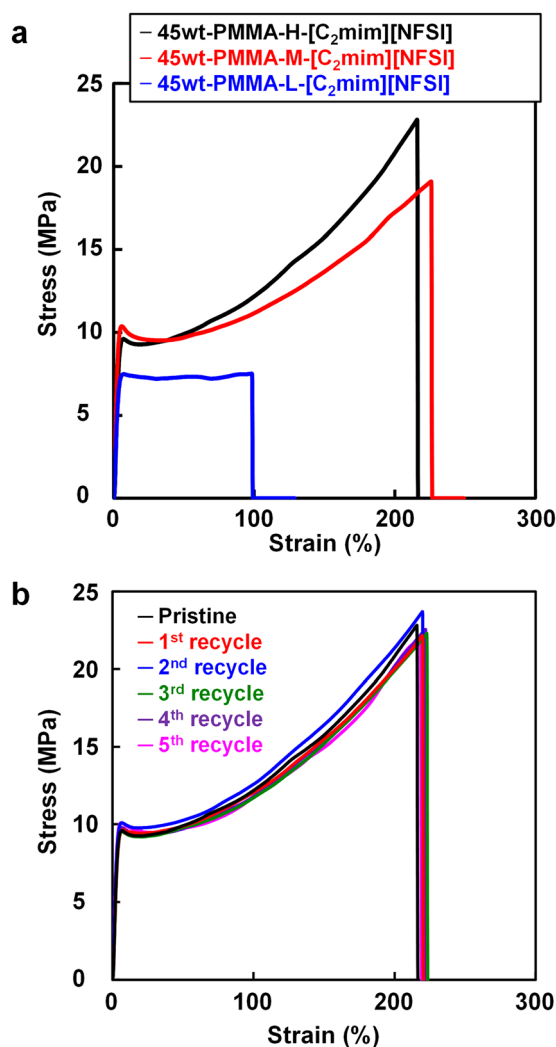 a
— 45wt-PMMA-H-[C₂mim][NFSI]
— 45wt-PMMA-M-[C₂mim][NFSI]
— 45wt-PMMA-L-[C₂mim][NFSI]
25
20
15
10
5
0
Stress (MPa)
0 100 200 300
Strain (%)
b
25
20
15
10
5
0
Stress (MPa)
— Pristine
— 1ˢᵗ recycle
— 2ⁿᵈ recycle
— 3ʳᵈ recycle
— 4ᵗʰ recycle
— 5ᵗʰ recycle
0 100 200 300
Strain (%)